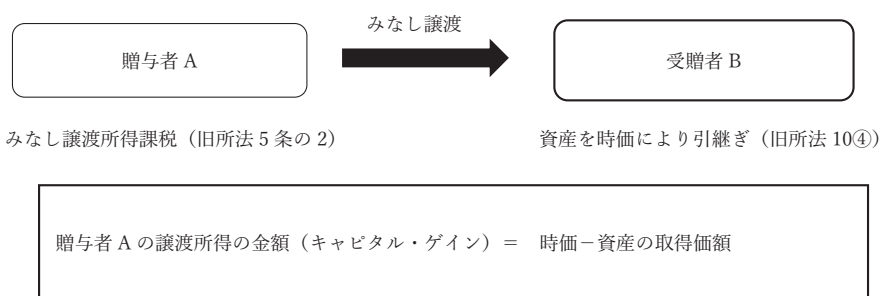 みなし譲渡
贈与者 A
受贈者 B
みなし譲渡所得課税（旧所法 5 条の 2）
資産を時価により引継ぎ（旧所法 10④）
贈与者 A の譲渡所得の金額（キャピタル・ゲイン）＝　時価－資産の取得価額